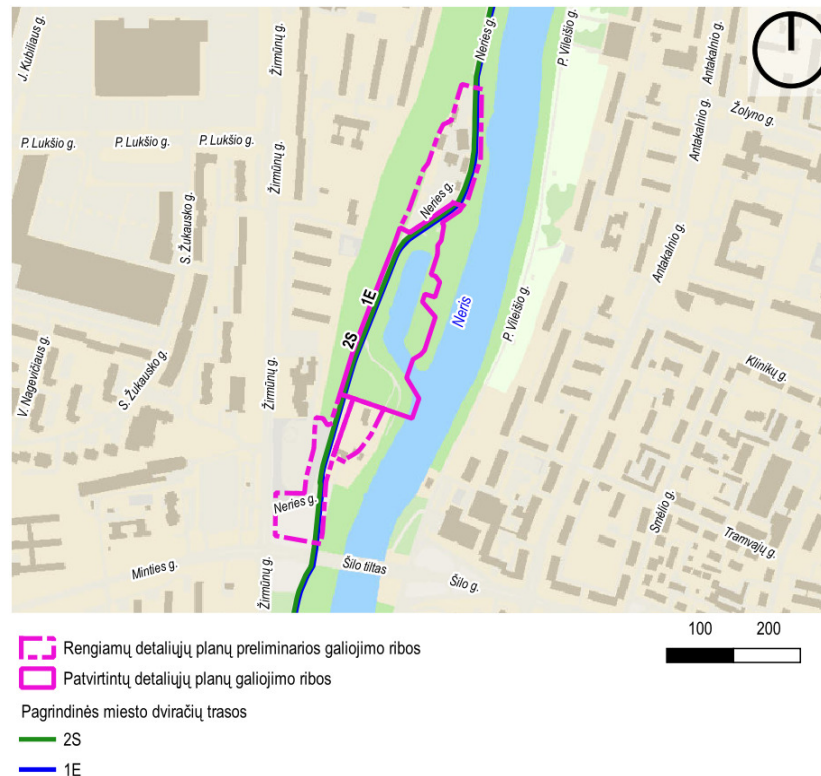 J. Kubiliaus g.
Žirmūnų g.
Neries g.
P. Vileišio g.
Antakalnio g.
Žolyno g.
P. Lukšio g.
P. Lukšio g.
P. Lukšio g.
Žirmūnų g.
Antakalnio g.
S. Žukausko g.
Neries g.
Antakalnio g.
1E
2S
Neris
P. Vileišio g.
V. Nagevičiaus g.
S. Žukausko g.
Žirmūnų g.
Klinikų g.
Neries g.
Smėlio g.
Tramvajų g.
Minties g.
Žirmūnų g.
Šilo tiltas
Šilo g.
Rengiamų detaliųjų planų preliminarios galiojimo ribos
Patvirtintų detaliųjų planų galiojimo ribos
Pagrindinės miesto dviračių trasos
2S
1E
100 200